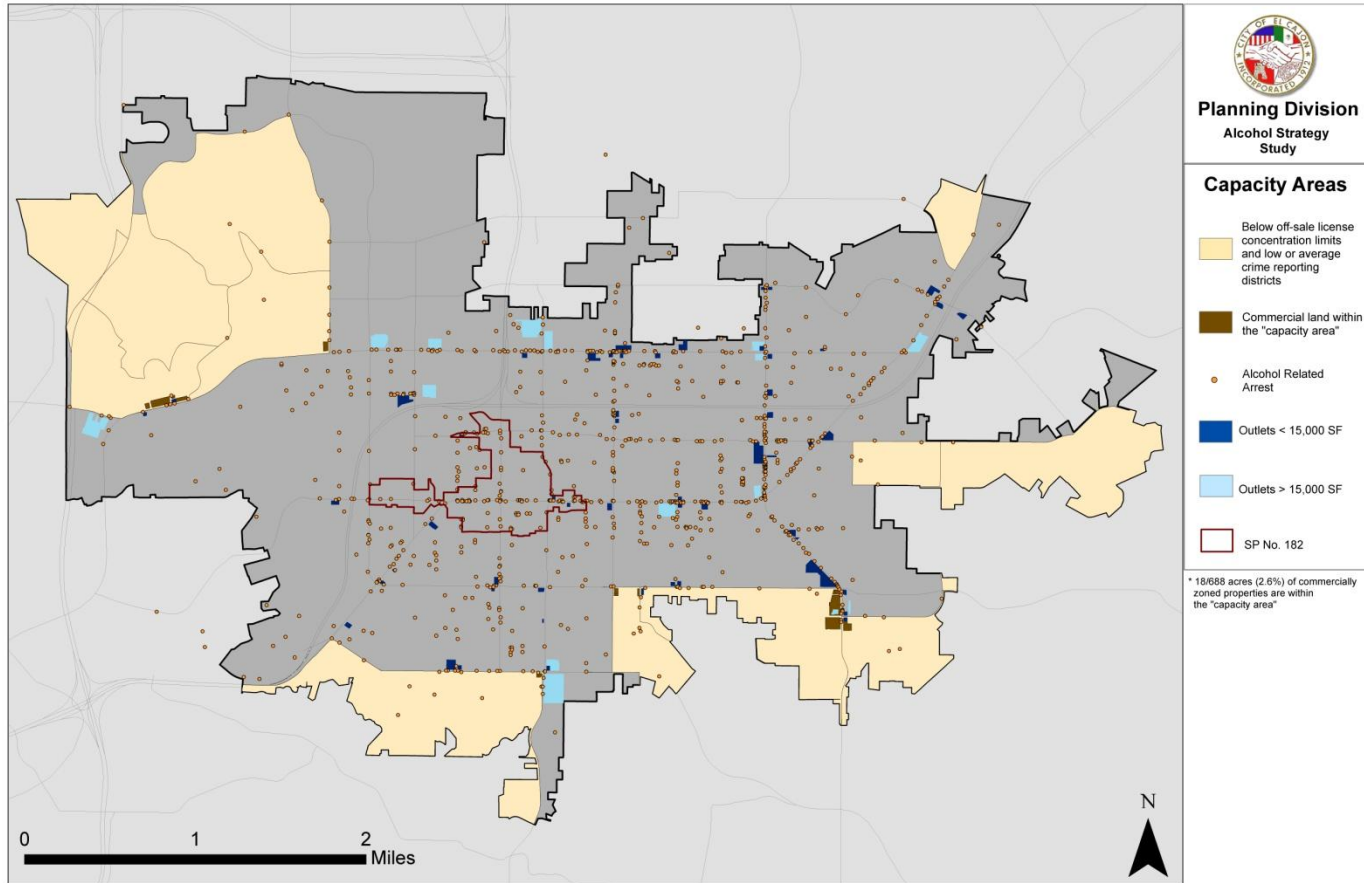 CITY OF EL CAJON
INCORPORATED 1912
Planning Division
Alcohol Strategy
Study
Capacity Areas
Below off-sale license
concentration limits
and low or average
crime reporting
districts
Commercial land within
the "capacity area"
Alcohol Related
Arrest
Outlets < 15,000 SF
Outlets > 15,000 SF
SP No. 182
* 18/688 acres (2.6%) of commercially
zoned properties are within
the "capacity area"
N
0 1 2
Miles